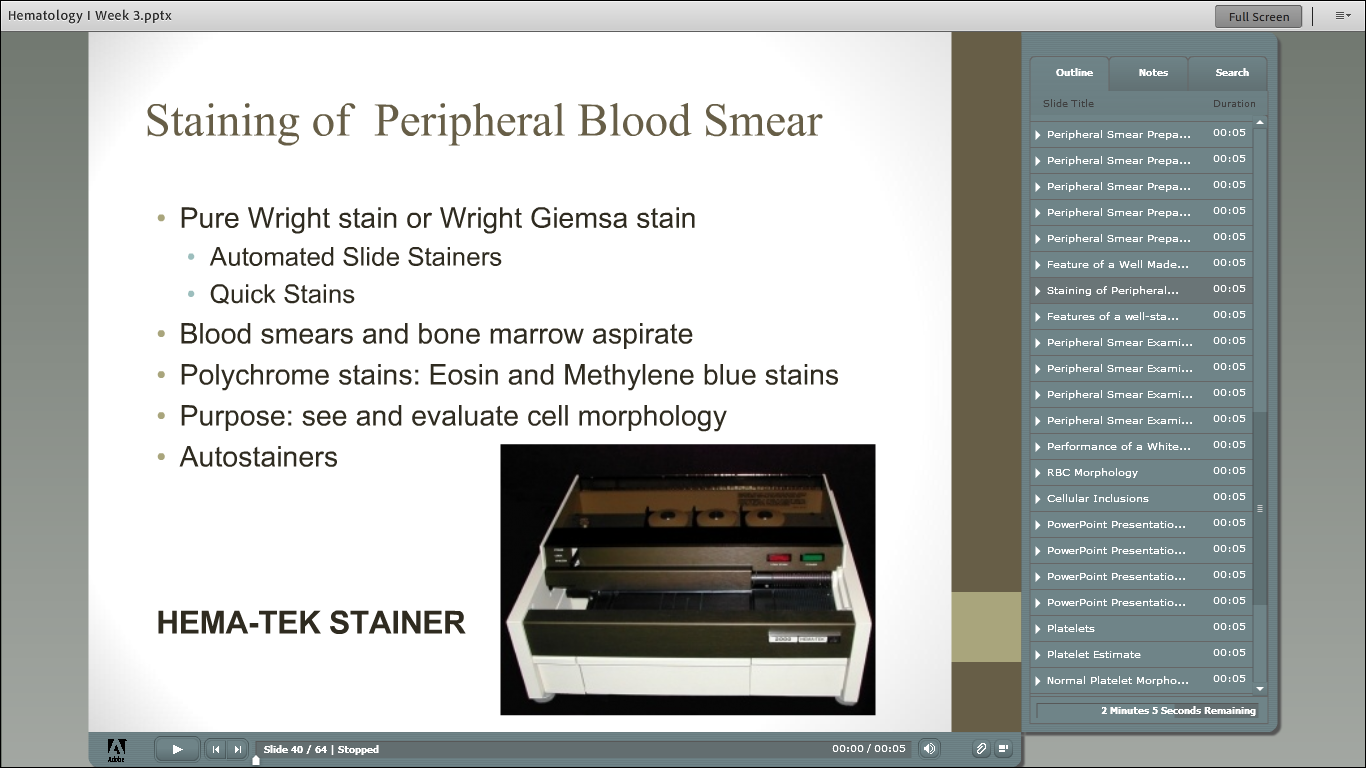 Hematology I Week 3.pptx
Full Screen
Staining of Peripheral Blood Smear
• Pure Wright stain or Wright Giemsa stain
• Automated Slide Stainers
• Quick Stains
• Blood smears and bone marrow aspirate
• Polychrome stains: Eosin and Methylene blue stains
• Purpose: see and evaluate cell morphology
• Autostainers
HEMA-TEK STAINER
Outline Notes Search
Slide Title Duration
Peripheral Smear Prepa... 00:05
Peripheral Smear Prepa... 00:05
Peripheral Smear Prepa... 00:05
Peripheral Smear Prepa... 00:05
Peripheral Smear Prepa... 00:05
Feature of a Well Made... 00:05
Staining of Peripheral... 00:05
Features of a well-sta... 00:05
Peripheral Smear Exami... 00:05
Peripheral Smear Exami... 00:05
Peripheral Smear Exami... 00:05
Peripheral Smear Exami... 00:05
Performance of a White... 00:05
RBC Morphology 00:05
Cellular Inclusions 00:05
PowerPoint Presentatio... 00:05
PowerPoint Presentatio... 00:05
PowerPoint Presentatio... 00:05
PowerPoint Presentatio... 00:05
Platelets 00:05
Platelet Estimate 00:05
Normal Platelet Morpho... 00:05
2 Minutes 5 Seconds Remaining
Adobe
Slide 40 / 64 | Stopped
00:00 / 00:05